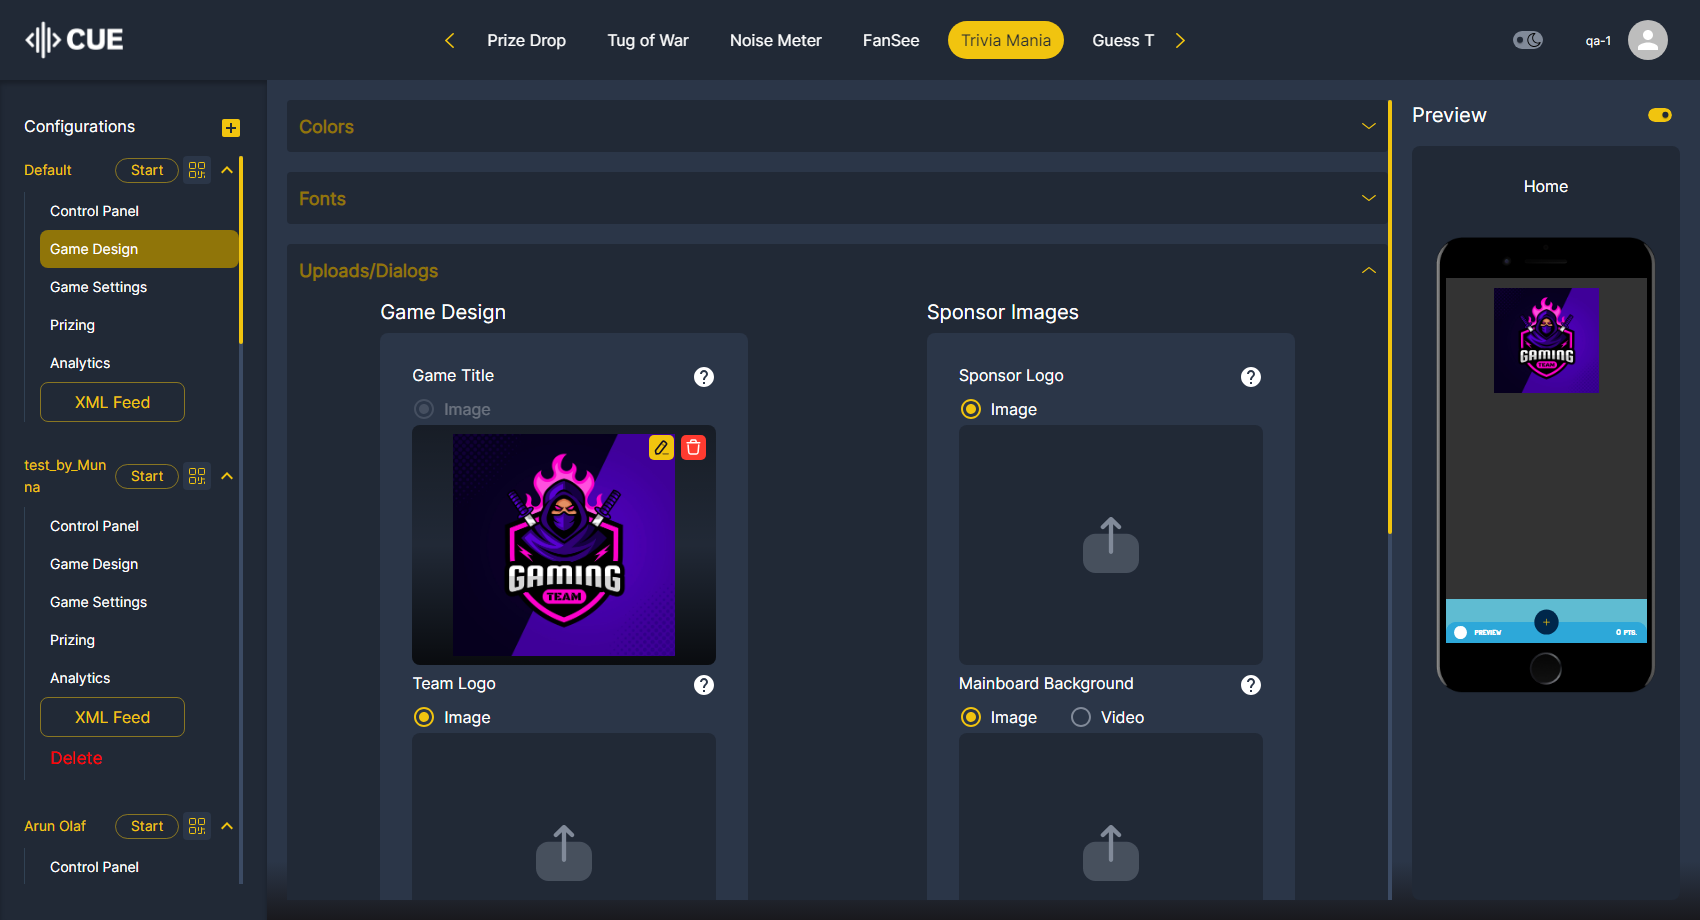 CUE
Prize Drop
Tug of War
Noise Meter
FanSee
Trivia Mania
Guess T
qa-1
Configurations
Default
Start
Control Panel
Game Design
Game Settings
Prizing
Analytics
XML Feed
test_by_Mun
na
Start
Control Panel
Game Design
Game Settings
Prizing
Analytics
XML Feed
Delete
Arun Olaf
Start
Control Panel
Colors
Fonts
Uploads/Dialogs
Game Design
Game Title
?
Image
GAMING
TEAM
Team Logo
?
Image
Sponsor Images
Sponsor Logo
?
Image
Mainboard Background
?
Image
Video
Preview
Home
GAMING
TEAM
PREVIEW
0 PTS.